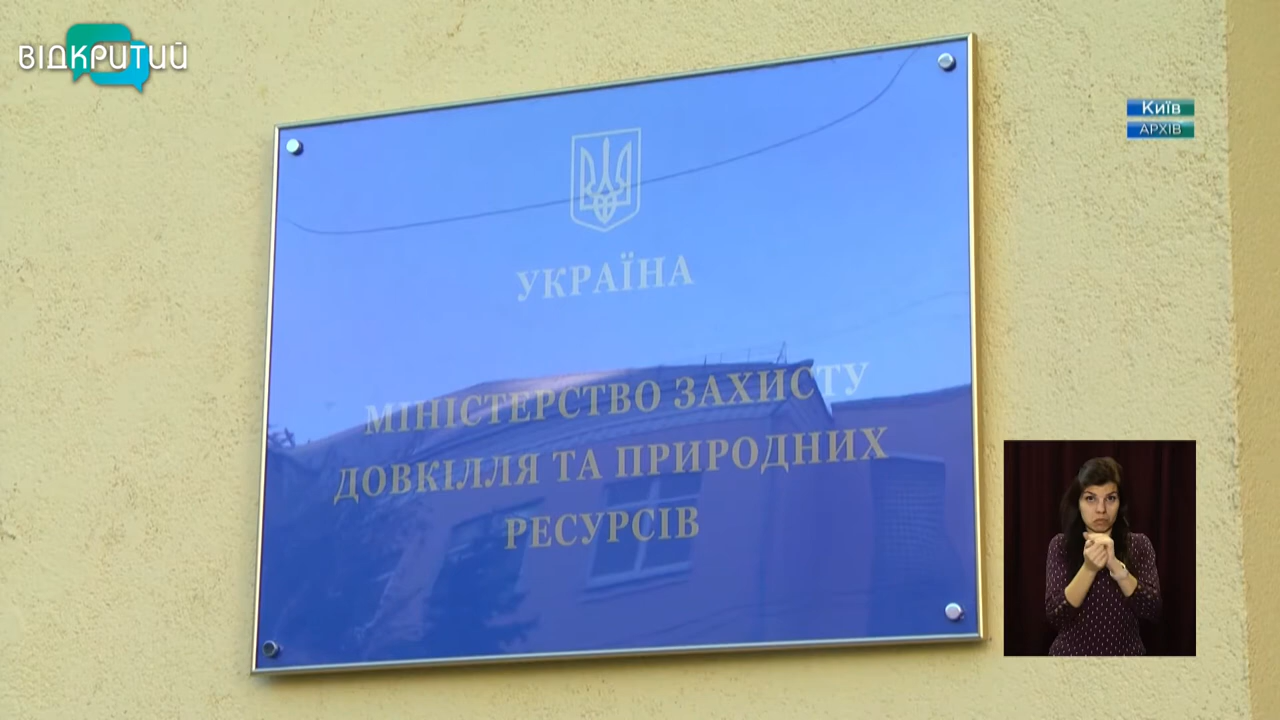 ВІДКРИТИЙ
Київ
АРХІВ
УКРАЇНА
МІНІСТЕРСТВО ЗАХИСТУ
ДОВКІЛЛЯ ТА ПРИРОДНИХ
РЕСУРСІВ